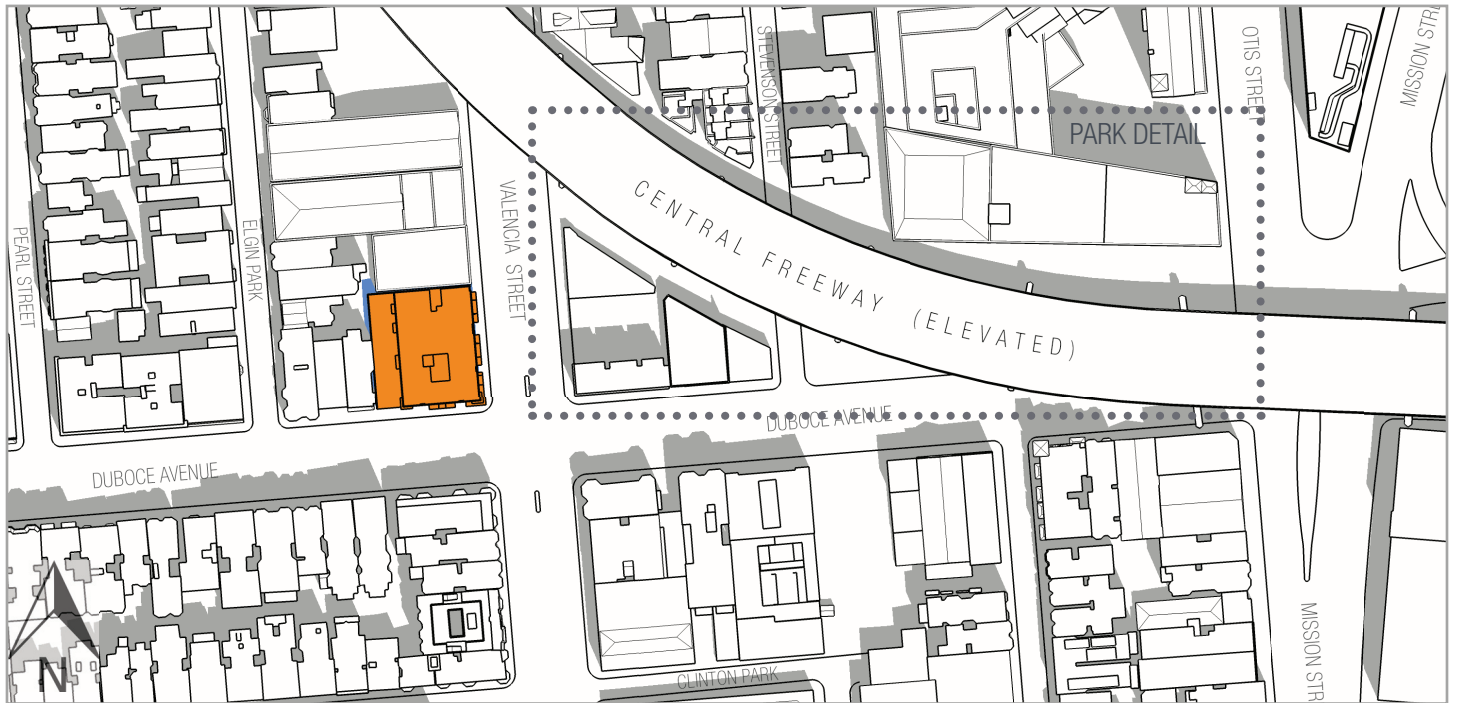 STEVENSON STREET
OTIS STREET
MISSION STRE
PARK DETAIL
PEARL STREET
ELGIN PARK
VALENCIA STREET
CENTRAL FREEWAY (ELEVATED)
DUBOCE AVENUE
DUBOCE AVENUE
MISSION STR
CLINTON PARK
N